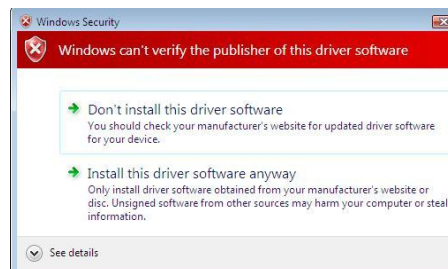 Windows Security
Windows can't verify the publisher of this driver software
Don't install this driver software
You should check your manufacturer's website for updated driver software
for your device.
Install this driver software anyway
Only install driver software obtained from your manufacturer's website or
disc. Unsigned software from other sources may harm your computer or steal
information.
See details